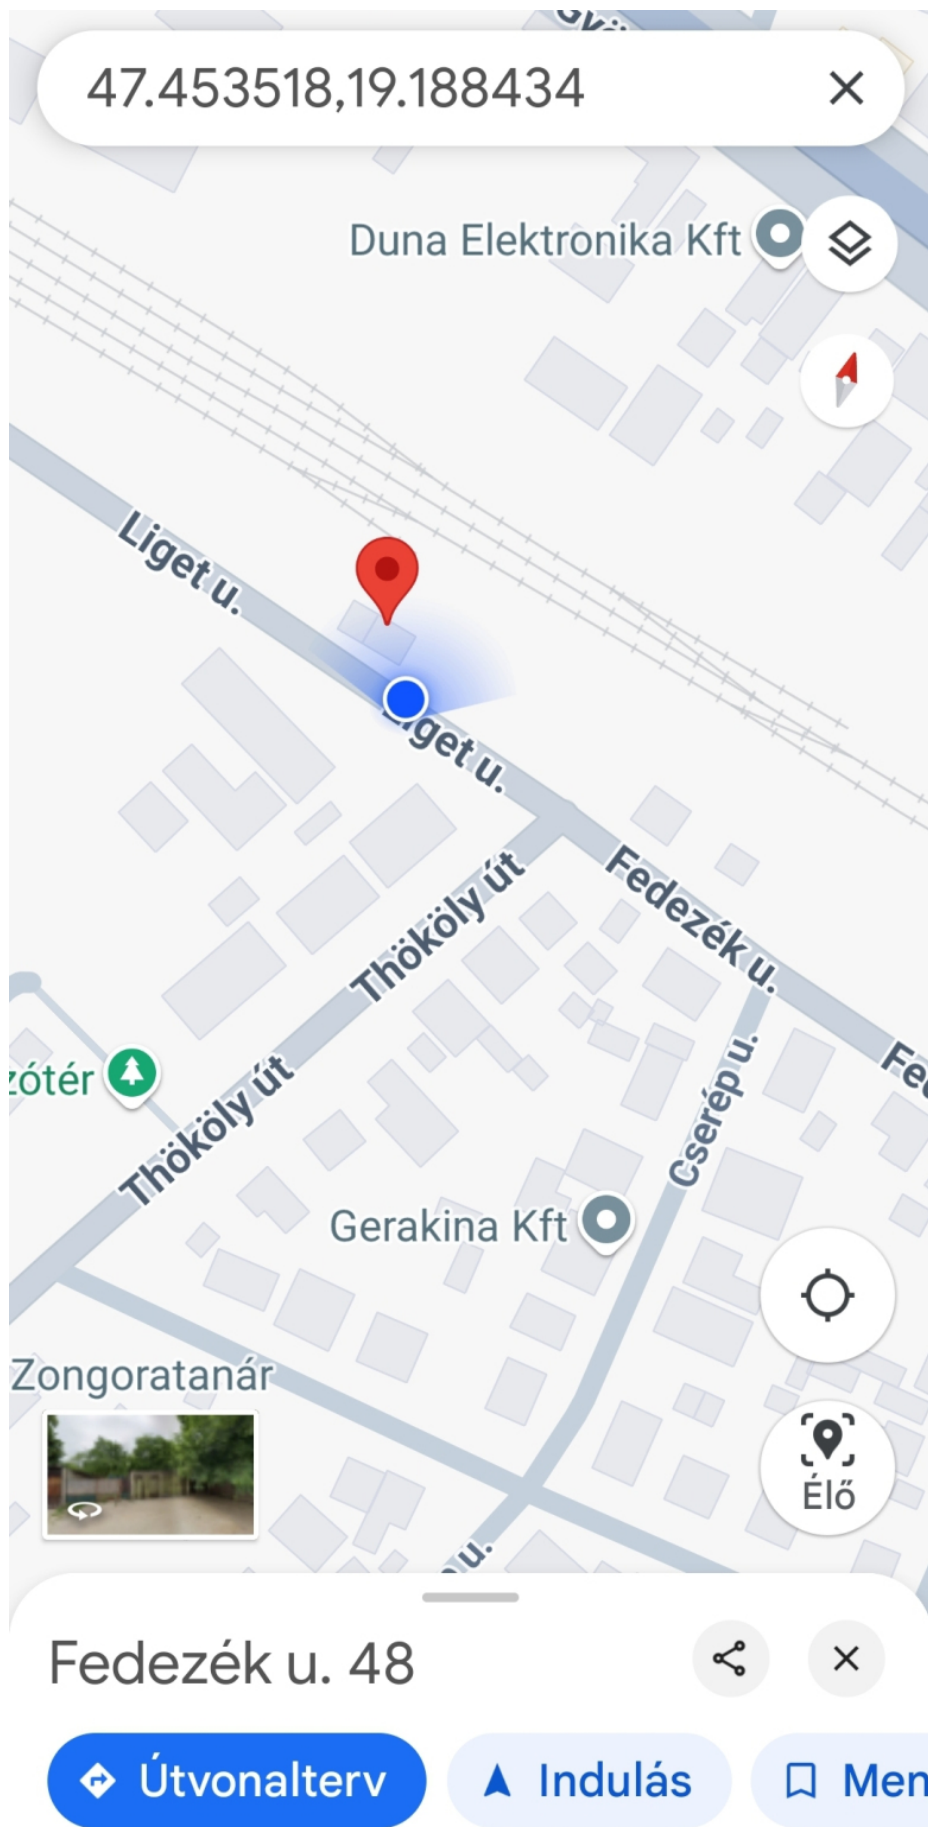 47.453518,19.188434
Duna Elektronika Kft
Liget u.
Liget u.
Thököly út
Fedezék u.
Thököly út
Cserép u.
Gerakina Kft
Zongoratanár
Élő
u.
Fedezék u. 48
Útvonalterv
Indulás